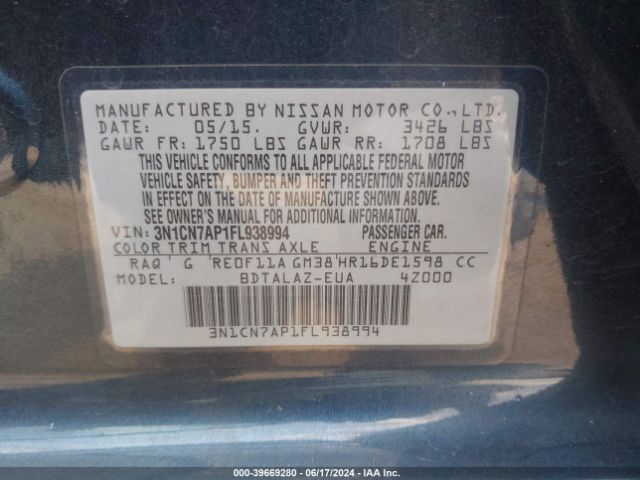 MANUFACTURED BY NISSAN MOTOR CO., LTD.
DATE: 05/15. GVWR: 3426 LBS
GAWR FR: 1750 LBS GAWR RR: 1708 LBS
THIS VEHICLE CONFORMS TO ALL APPLICABLE FEDERAL MOTOR
VEHICLE SAFETY, BUMPER AND THEFT PREVENTION STANDARDS
IN EFFECT ON THE DATE OF MANUFACTURE SHOWN ABOVE.
SEE OWNER'S MANUAL FOR ADDITIONAL INFORMATION.
VIN: 3N1CN7AP1FL938994 PASSENGER CAR.
COLOR TRIM TRANS AXLE ENGINE
RAQ ' G 'RE0F11A GM38'HR16DE1598 CC
MODEL: BDTALAZ-EUA 4Z000
3N1CN7AP1FL938994
000-39669280 - 06/17/2024 - IAA Inc.